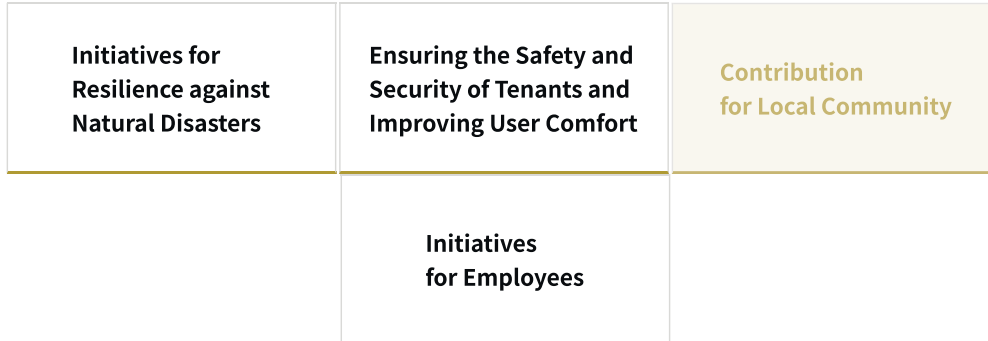 Initiatives for
Resilience against
Natural Disasters
Ensuring the Safety and
Security of Tenants and
Improving User Comfort
Contribution
for Local Community
Initiatives
for Employees